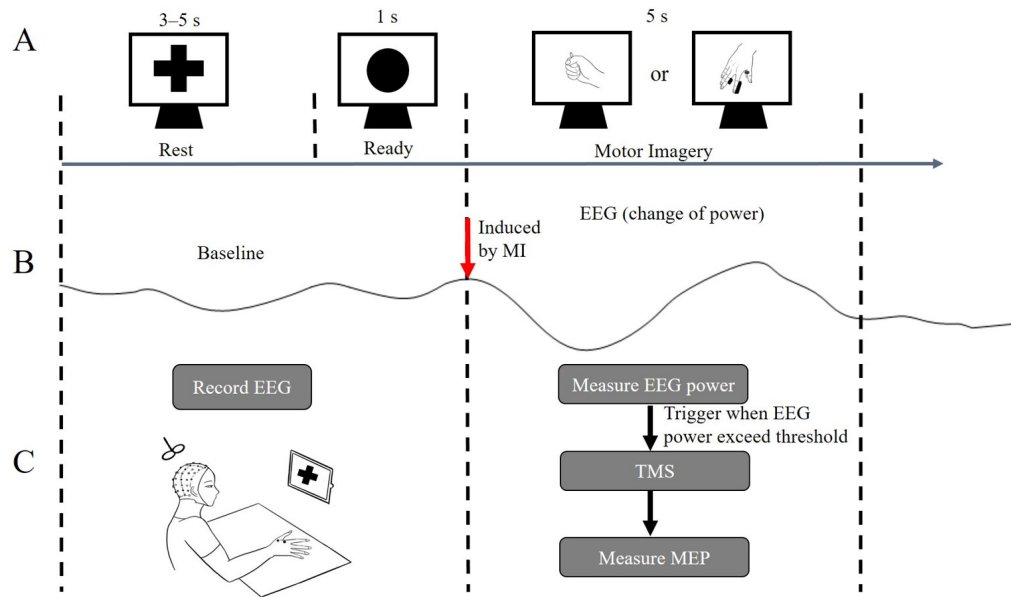 A
3–5 s
1 s
5 s
or
Rest
Ready
Motor Imagery
B
Baseline
Induced
by MI
EEG (change of power)
C
Record EEG
Measure EEG power
Trigger when EEG
power exceed threshold
TMS
Measure MEP